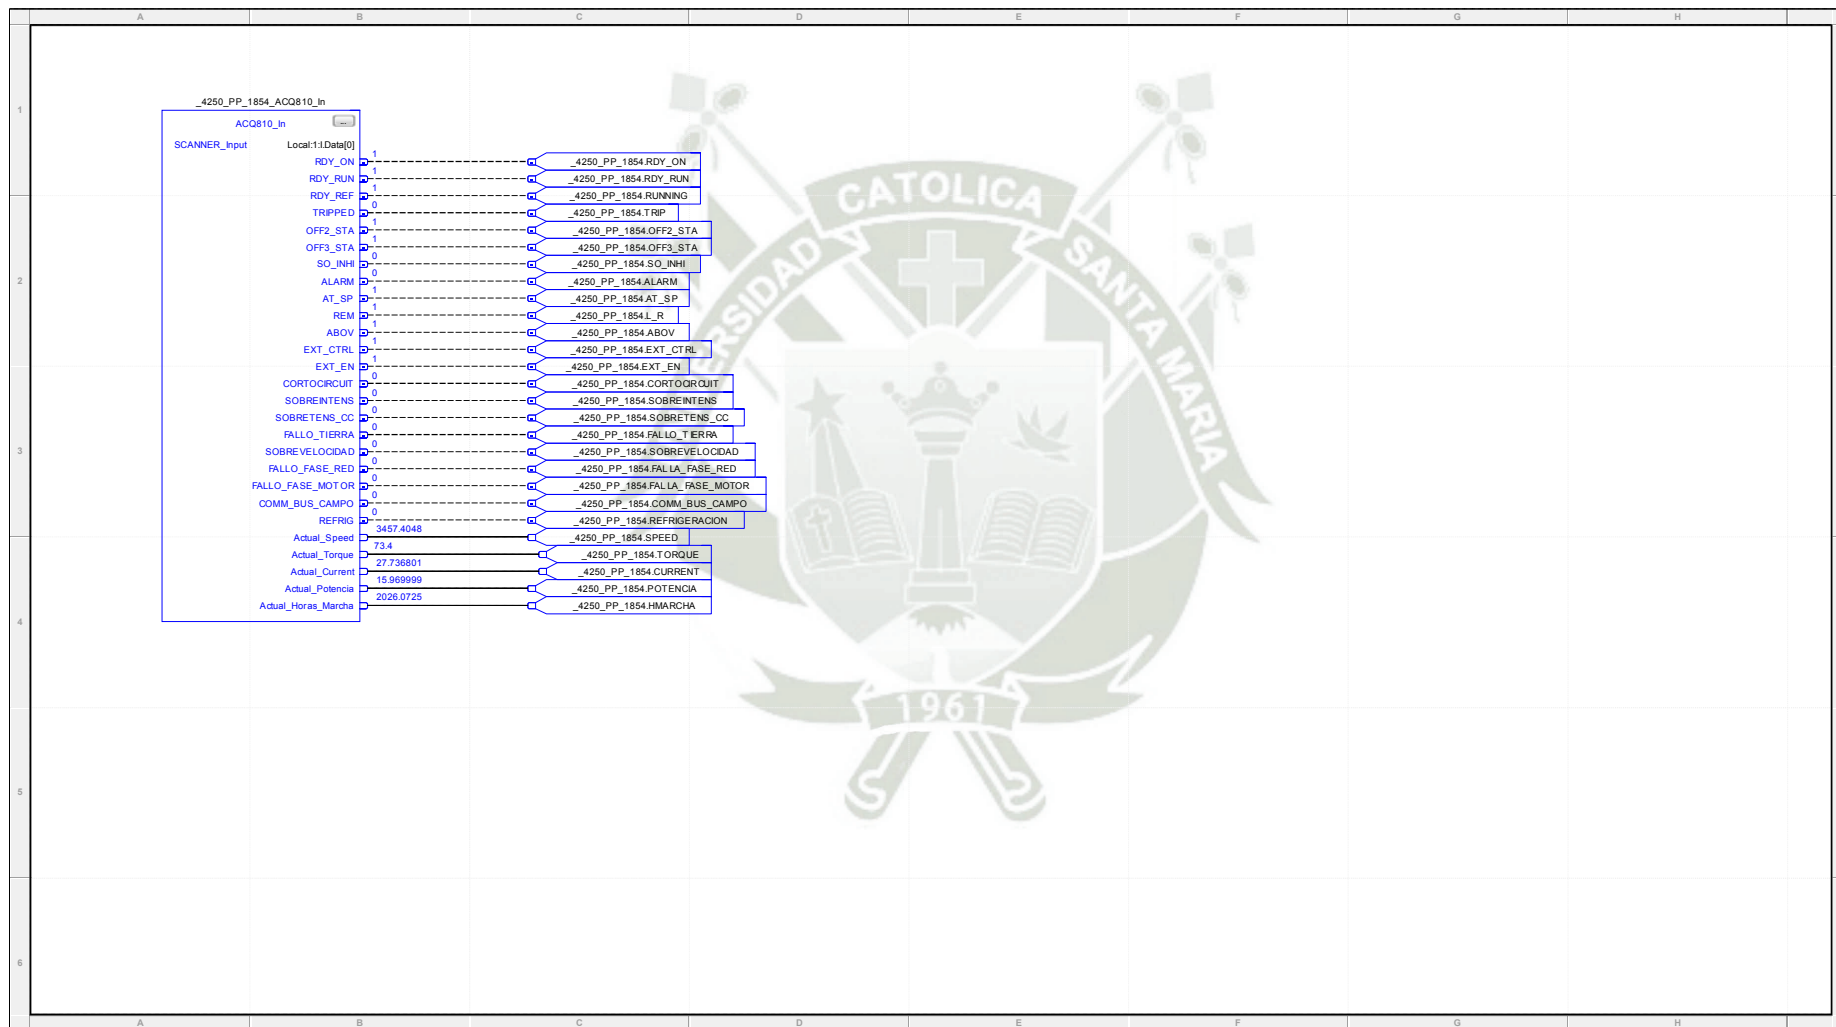 A B C D E F G H
_4250_PP_1854_ACQ810_In
1
ACQ810_In ...
SCANNER_Input Local:1:I.Data[0]
RDY_ON 1 _4250_PP_1854.RDY_ON
RDY_RUN 1 _4250_PP_1854.RDY_RUN
RDY_REF 1 _4250_PP_1854.RUNNING
TRIPPED 0 _4250_PP_1854.TRIP
OFF2_STA 1 _4250_PP_1854.OFF2_STA
OFF3_STA 1 _4250_PP_1854.OFF3_STA
SO_INHI 0 _4250_PP_1854.SO_INHI
2
ALARM 0 _4250_PP_1854.ALARM
AT_SP 1 _4250_PP_1854.AT_SP
REM 1 _4250_PP_1854.L_R
ABOV 1 _4250_PP_1854.ABOV
EXT_CTRL 1 _4250_PP_1854.EXT_CTRL
EXT_EN 1 _4250_PP_1854.EXT_EN
CORTOCIRCUIT 0 _4250_PP_1854.CORTOCIRCUIT
SOBREINTENS 0 _4250_PP_1854.SOBREINTENS
SOBRETENS_CC 0 _4250_PP_1854.SOBRETENS_CC
FALLO_TIERRA 0 _4250_PP_1854.FALLO_TIERRA
3
SOBREVELOCIDAD 0 _4250_PP_1854.SOBREVELOCIDAD
FALLO_FASE_RED 0 _4250_PP_1854.FALLA_FASE_RED
FALLO_FASE_MOTOR 0 _4250_PP_1854.FALLA_FASE_MOTOR
COMM_BUS_CAMPO 0 _4250_PP_1854.COMM_BUS_CAMPO
REFRIG 0 _4250_PP_1854.REFRIGERACION
Actual_Speed 3457.4048 _4250_PP_1854.SPEED
Actual_Torque 73.4 _4250_PP_1854.TORQUE
Actual_Current 27.736801 _4250_PP_1854.CURRENT
Actual_Potencia 15.969999 _4250_PP_1854.POTENCIA
Actual_Horas_Marcha 2026.0725 _4250_PP_1854.HMARCHA
4
5
6
CATOLICA
ERSIDAD
SANTA MARIA
1961
A B C D E F G H